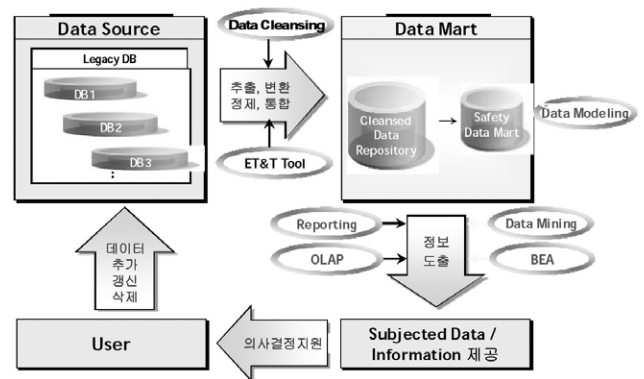 Data Source
Legacy DB
DB1
DB2
DB3
:
Data Cleansing
추출, 변환
정제, 통합
ET&T Tool
Data Mart
Cleansed
Data
Repository
Safety
Data Mart
Data Modeling
Reporting
OLAP
정보
도출
Data Mining
BEA
데이터
추가
갱신
삭제
User
의사결정지원
Subjected Data /
Information 제공